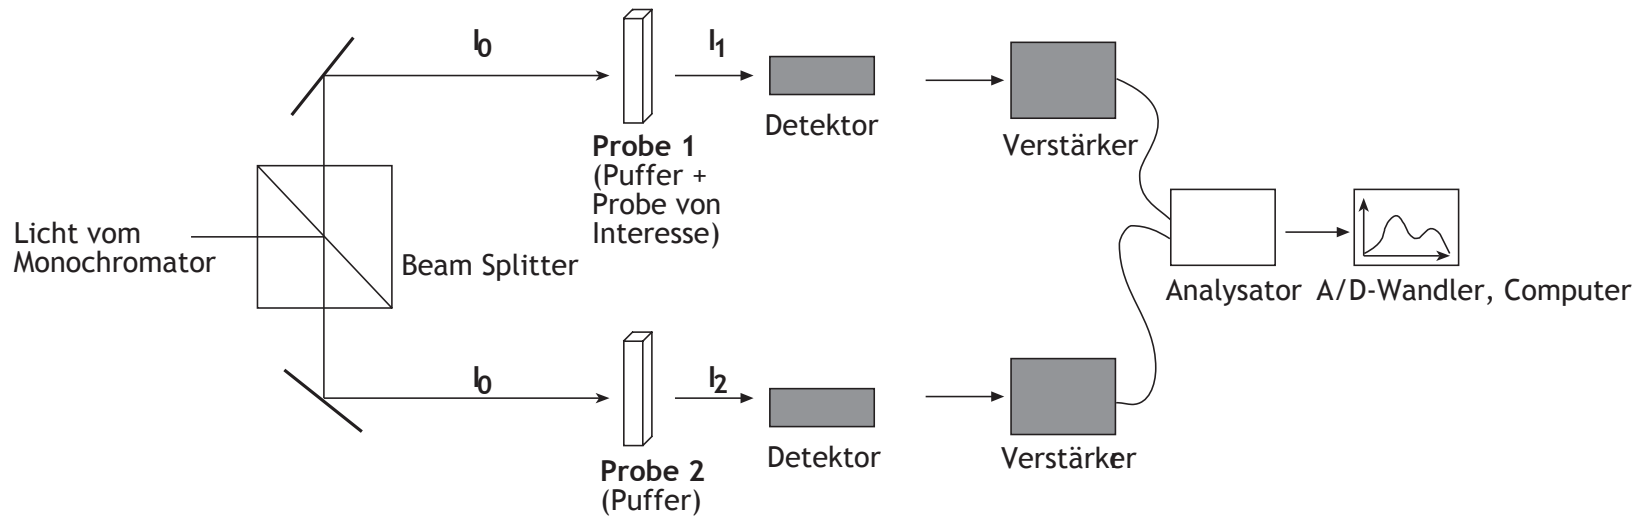 I0
I1
Detektor
Verstärker
Probe 1
(Puffer +
Probe von
Interesse)
Licht vom
Monochromator
Beam Splitter
Analysator
A/D-Wandler, Computer
I0
I2
Detektor
Verstärker
Probe 2
(Puffer)